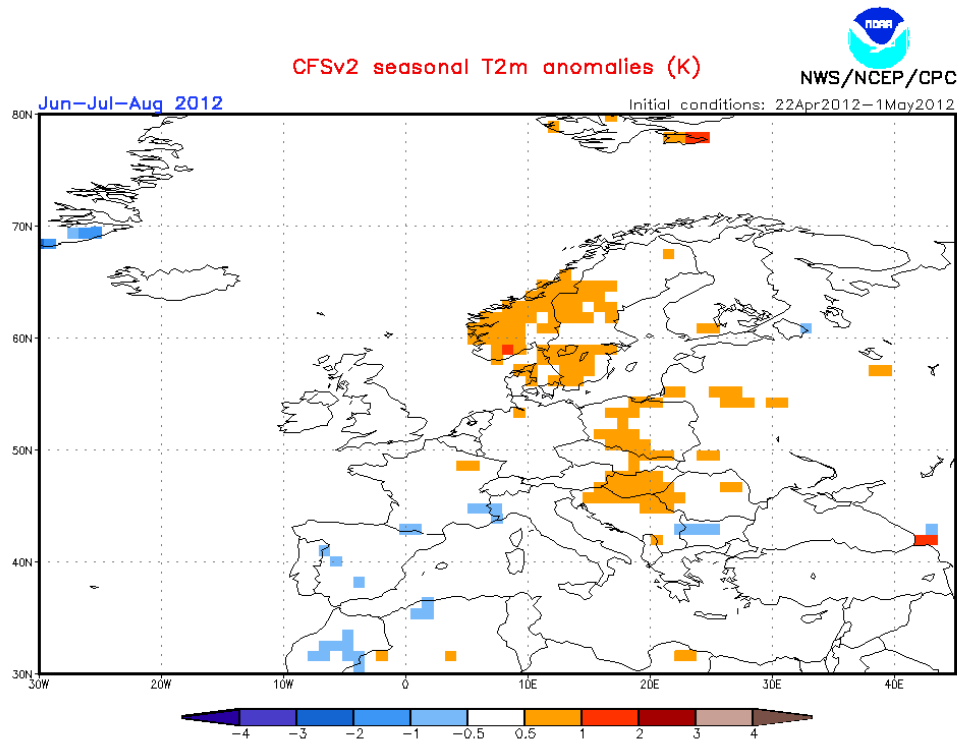 NOAA
CFSv2 seasonal T2m anomalies (K)
NWS/NCEP/CPC
Jun-Jul-Aug 2012
Initial conditions: 22Apr2012-1May2012
80N
70N
60N
50N
40N
30N
30W 20W 10W 0 10E 20E 30E 40E
-4 -3 -2 -1 -0.5 0.5 1 2 3 4